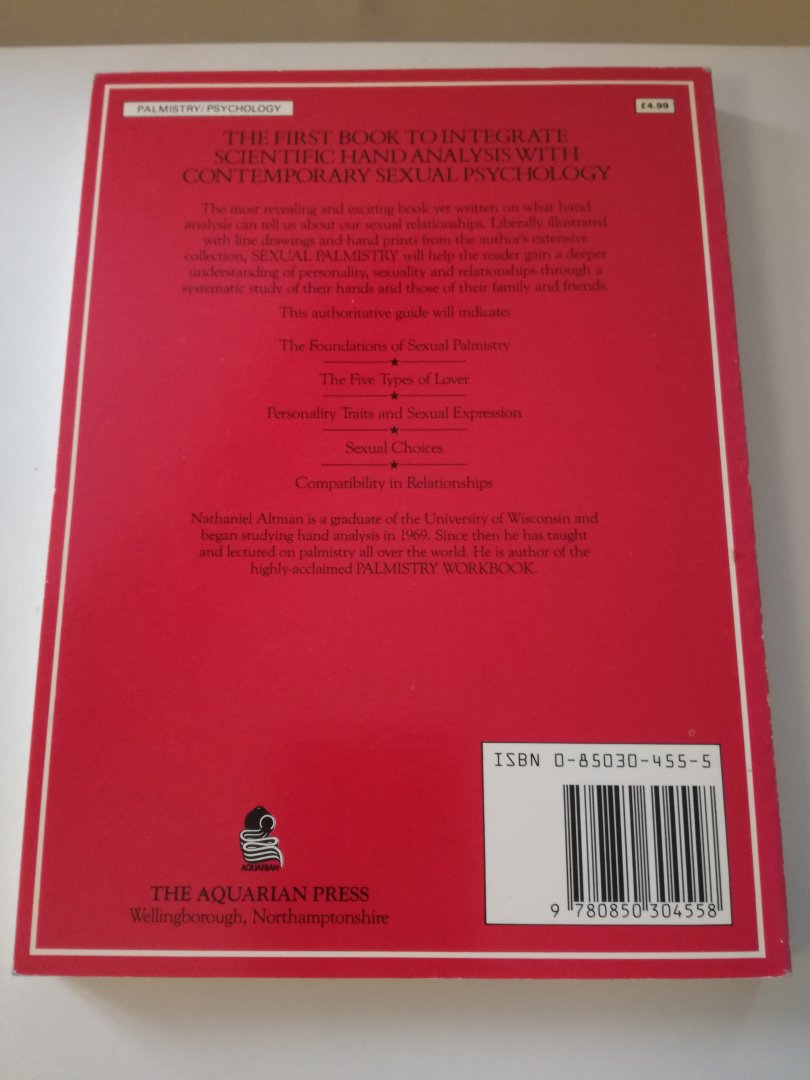 PALMISTRY/PSYCHOLOGY
£4.99
THE FIRST BOOK TO INTEGRATE
SCIENTIFIC HAND ANALYSIS WITH
CONTEMPORARY SEXUAL PSYCHOLOGY
The most revealing and exciting book yet written on what hand
analysis can tell us about our sexual relationships. Liberally illustrated
with line drawings and hand prints from the author's extensive
collection, SEXUAL PALMISTRY will help the reader gain a deeper
understanding of personality, sexuality and relationships through a
systematic study of their hands and those of their family and friends.
This authoritative guide will indicate:
The Foundations of Sexual Palmistry
The Five Types of Lover
Personality Traits and Sexual Expression
Sexual Choices
Compatibility in Relationships
Nathaniel Altman is a graduate of the University of Wisconsin and
began studying hand analysis in 1969. Since then he has taught
and lectured on palmistry all over the world. He is author of the
highly-acclaimed PALMISTRY WORKBOOK.
AQUARIAN
THE AQUARIAN PRESS
Wellingborough, Northamptonshire
ISBN 0-85030-455-5
9 780850 304558